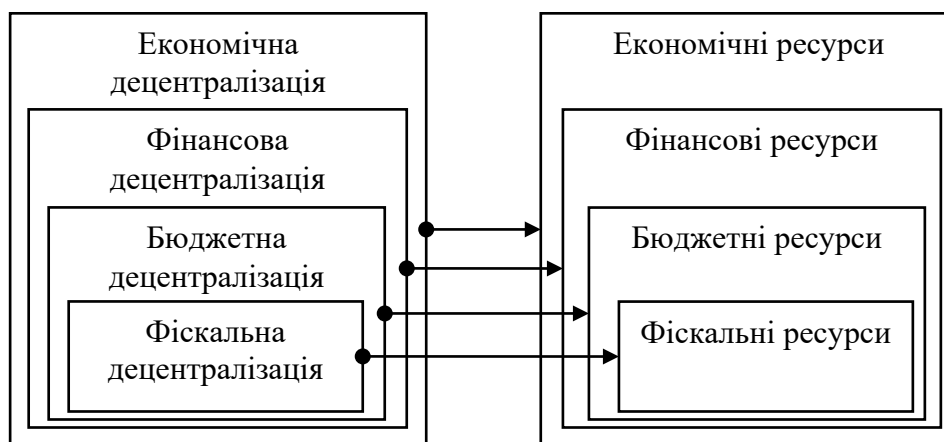 Економічна
децентралізація
Фінансова
децентралізація
Бюджетна
децентралізація
Фіскальна
децентралізація
Економічні ресурси
Фінансові ресурси
Бюджетні ресурси
Фіскальні ресурси